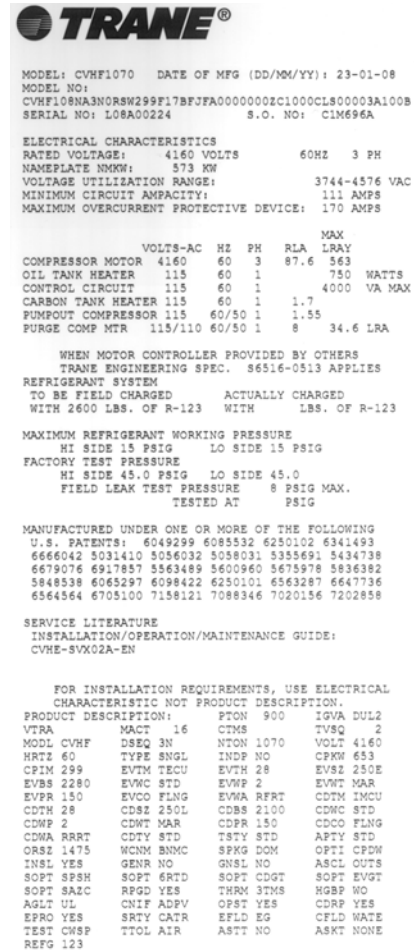 TRANE®
MODEL: CVHF1070 DATE OF MFG (DD/MM/YY): 23-01-08
MODEL NO:
CVHF108NA3N0RSW299F17BFJFA0000000ZC1000CLS00003A100B
SERIAL NO: L08A00224 S.O. NO: C1M696A
ELECTRICAL CHARACTERISTICS
RATED VOLTAGE: 4160 VOLTS 60HZ 3 PH
NAMEPLATE NMKW: 573 KW
VOLTAGE UTILIZATION RANGE: 3744-4576 VAC
MINIMUM CIRCUIT AMPACITY: 111 AMPS
MAXIMUM OVERCURRENT PROTECTIVE DEVICE: 170 AMPS
MAX
VOLTS-AC HZ PH RLA LRAY
COMPRESSOR MOTOR 4160 60 3 87.6 563
OIL TANK HEATER 115 60 1 750 WATTS
CONTROL CIRCUIT 115 60 1 4000 VA MAX
CARBON TANK HEATER 115 60 1 1.7
PUMPOUT COMPRESSOR 115 60/50 1 1.55
PURGE COMP MTR 115/110 60/50 1 8 34.6 LRA
WHEN MOTOR CONTROLLER PROVIDED BY OTHERS
TRANE ENGINEERING SPEC. S6516-0513 APPLIES
REFRIGERANT SYSTEM
TO BE FIELD CHARGED ACTUALLY CHARGED
WITH 2600 LBS. OF R-123 WITH LBS. OF R-123
MAXIMUM REFRIGERANT WORKING PRESSURE
HI SIDE 15 PSIG LO SIDE 15 PSIG
FACTORY TEST PRESSURE
HI SIDE 45.0 PSIG LO SIDE 45.0
FIELD LEAK TEST PRESSURE 8 PSIG MAX.
TESTED AT PSIG
MANUFACTURED UNDER ONE OR MORE OF THE FOLLOWING
U.S. PATENTS: 6049299 6085532 6250102 6341493
6666042 5031410 5056032 5058031 5355691 5434738
6679076 6917857 5563489 5600960 5675978 5836382
5848538 6065297 6098422 6250101 6563287 6647736
6564564 6705100 7158121 7088346 7020156 7202858
SERVICE LITERATURE
INSTALLATION/OPERATION/MAINTENANCE GUIDE:
CVHE-SVX02A-EN
FOR INSTALLATION REQUIREMENTS, USE ELECTRICAL
CHARACTERISTIC NOT PRODUCT DESCRIPTION.
PRODUCT DESCRIPTION: PTON 900 IGVA DUL2
VTRA MACT 16 CTMS TVSQ 2
MODL CVHF DSEQ 3N NTON 1070 VOLT 4160
HRTZ 60 TYPE SNGL INDP NO CPKW 653
CPIM 299 EVTM TECU EVTH 28 EVSZ 250E
EVBS 2280 EVWC STD EVWP 2 EVWT MAR
EVPR 150 EVCO FLNG EVWA RFRT CDTM IMCU
CDTH 28 CDSZ 250L CDBS 2100 CDWC STD
CDWP 2 CDWT MAR CDPR 150 CDCO FLNG
CDWA RRRT CDTY STD TSTY STD APTY STD
ORSZ 1475 WCNM BNMC SPKG DOM OPTI CPDW
INSL YES GENR NO GNSL NO ASCL OUTS
SOPT SPSH SOPT 6RTD SOPT CDGT SOPT EVGT
SOPT SAZC RPGD YES THRM 3TMS HGBP WO
AGLT UL CNIF ADPV OPST YES CDRP YES
EPRO YES SRTY CATR EFLD EG CFLD WATE
TEST CWSP TTOL AIR ASTT NO ASKT NONE
REFG 123